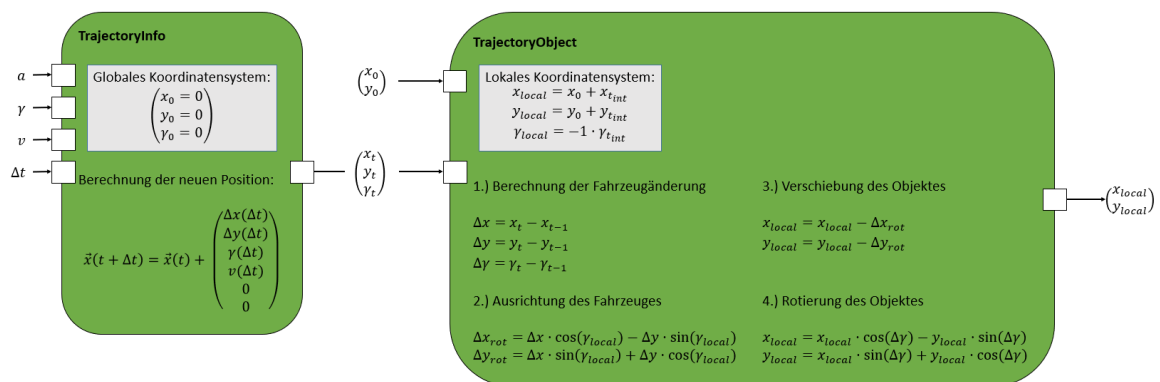 TrajectoryInfo
a
γ
v
Δt
Globales Koordinatensystem:
x₀ = 0
y₀ = 0
γ₀ = 0
Berechnung der neuen Position:
Δx(Δt)
Δy(Δt)
x⃗(t + Δt) = x⃗(t) + γ(Δt)
v(Δt)
0
0
x₀
y₀
x_t
y_t
γ_t
TrajectoryObject
Lokales Koordinatensystem:
x_local = x₀ + x_t_int
y_local = y₀ + y_t_int
γ_local = −1 · γ_t_int
1.) Berechnung der Fahrzeugänderung
Δx = x_t − x_t−1
Δy = y_t − y_t−1
Δγ = γ_t − γ_t−1
2.) Ausrichtung des Fahrzeuges
Δx_rot = Δx · cos(γ_local) − Δy · sin(γ_local)
Δy_rot = Δx · sin(γ_local) + Δy · cos(γ_local)
3.) Verschiebung des Objektes
x_local = x_local − Δx_rot
y_local = y_local − Δy_rot
4.) Rotierung des Objektes
x_local = x_local · cos(Δγ) − y_local · sin(Δγ)
y_local = x_local · sin(Δγ) + y_local · cos(Δγ)
x_local
y_local